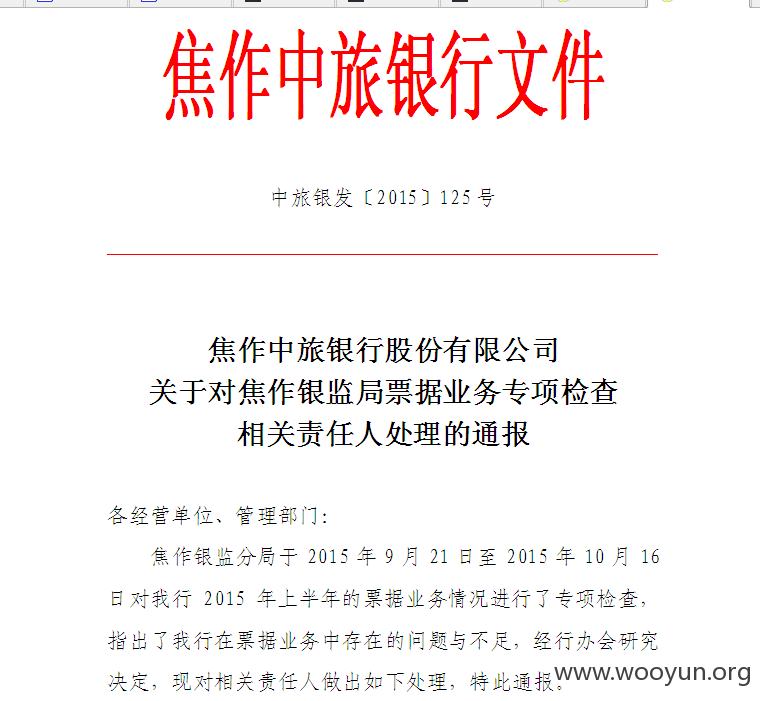 焦作中旅银行文件
中旅银发〔2015〕125号
焦作中旅银行股份有限公司
关于对焦作银监局票据业务专项检查
相关责任人处理的通报
各经营单位、管理部门：
焦作银监分局于 2015 年 9 月 21 日至 2015 年 10 月 16
日对我行 2015 年上半年的票据业务情况进行了专项检查，
指出了我行在票据业务中存在的问题与不足，经行办会研究
决定，现对相关责任人做出如下处理，特此通报。
www.wooyun.org